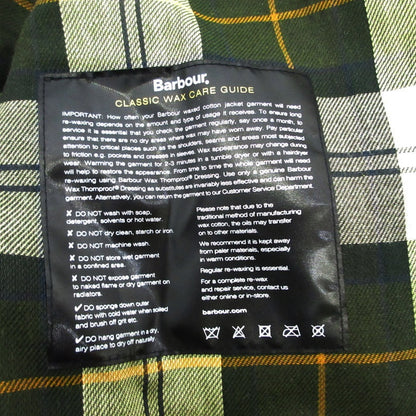 Barbour.
CLASSIC WAX CARE GUIDE
IMPORTANT: How often your Barbour waxed cotton jacket garment will need
re-waxing depends on the amount and type of usage it receives. To ensure long
service it is essential that you check the garment regularly, say once a month, to
ensure that there are no dry areas where wax may have worn away. Pay particular
attention to critical places such as the shoulders, seams and areas most subjected
to friction e.g. pockets and creases in sleeves. Wax appearance may change during
wear. Warming the garment for 2-3 minutes in a tumble dryer or with a hairdryer
will help to restore the appearance. From time to time the whole garment will need
re-waxing using Barbour Wax Thornproof Dressing. Use only a genuine Barbour
Wax Thornproof® Dressing as substitutes are invariably less effective and can harm the
garment. Alternatively, you can return the garment to our Customer Service Department.
✘ DO NOT wash with soap,
detergent, solvents or hot water.
✘ DO NOT dry clean, starch or iron.
✘ DO NOT machine wash.
✘ DO NOT store wet garment
in a confined area.
✘ DO NOT expose garment
to naked flame or dry garment on
radiators.
✓ DO sponge down outer
fabric with cold water when soiled
and brush off grit etc.
✓ DO hang garment in a dry,
airy place to dry off naturally.
Please note that due to the
traditional method of manufacturing
wax cotton, the oils may transfer
on to other materials.
We recommend it is kept away
from paler materials, especially
in warm conditions.
Regular re-waxing is essential.
For a complete re-wax
and repair service, contact us
either online or in-store.
barbour.com